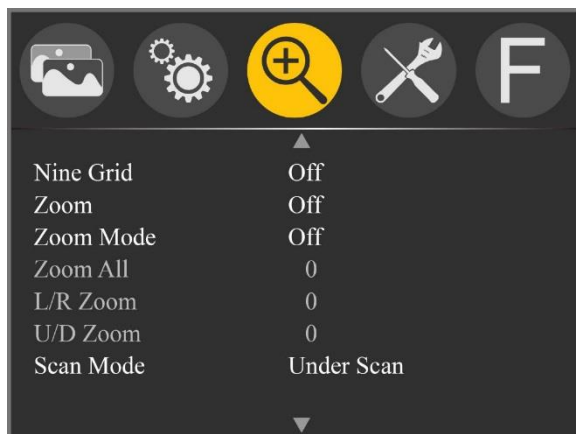 F
Nine Grid Off
Zoom Off
Zoom Mode Off
Zoom All 0
L/R Zoom 0
U/D Zoom 0
Scan Mode Under Scan